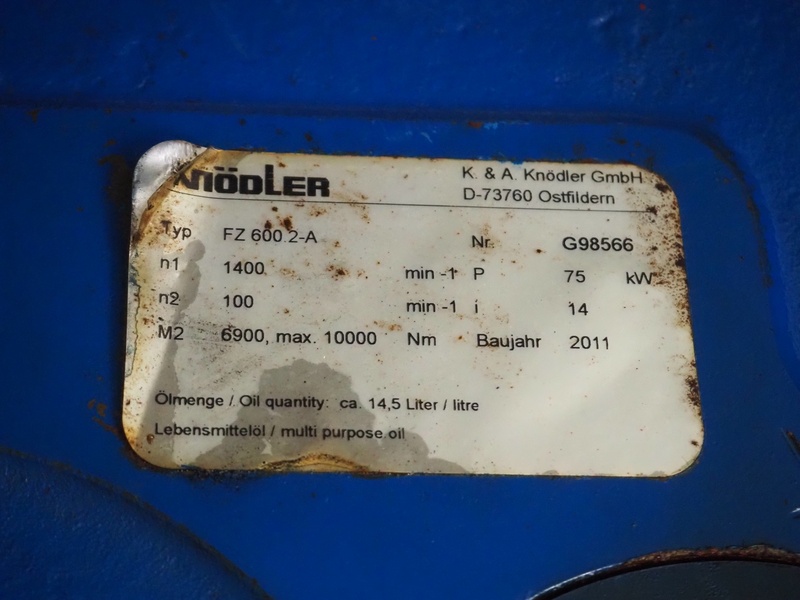 KNÖDLER
K. & A. Knödler GmbH
D-73760 Ostfildern
Typ FZ 600.2-A Nr. G98566
n1 1400 min -1 P 75 kW
n2 100 min -1 i 14
M2 6900, max. 10000 Nm Baujahr 2011
Ölmenge / Oil quantity: ca. 14,5 Liter / litre
Lebensmittelöl / multi purpose oil